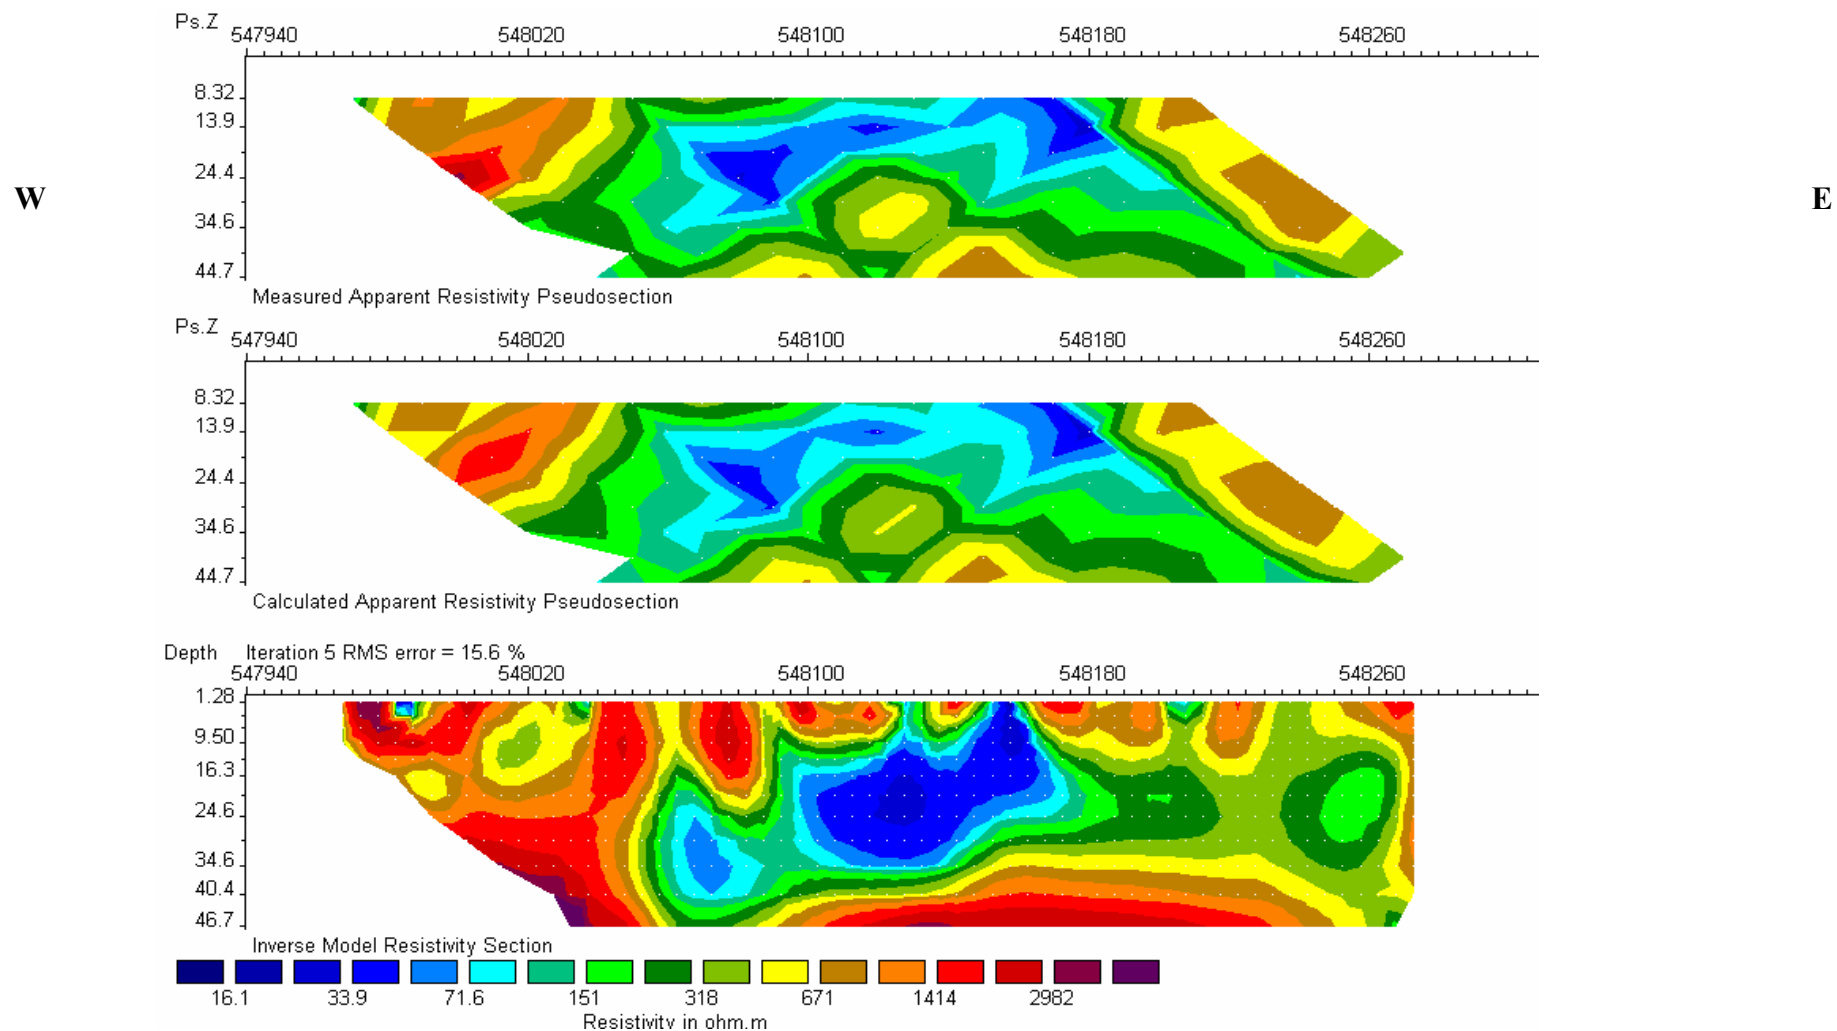 Ps.Z
547940 548020 548100 548180 548260
8.32
13.9
24.4
W E
34.6
44.7
Measured Apparent Resistivity Pseudosection
Ps.Z
547940 548020 548100 548180 548260
8.32
13.9
24.4
34.6
44.7
Calculated Apparent Resistivity Pseudosection
Depth Iteration 5 RMS error = 15.6 %
547940 548020 548100 548180 548260
1.28
9.50
16.3
24.6
34.6
40.4
46.7
Inverse Model Resistivity Section
16.1 33.9 71.6 151 318 671 1414 2982
Resistivity in ohm.m